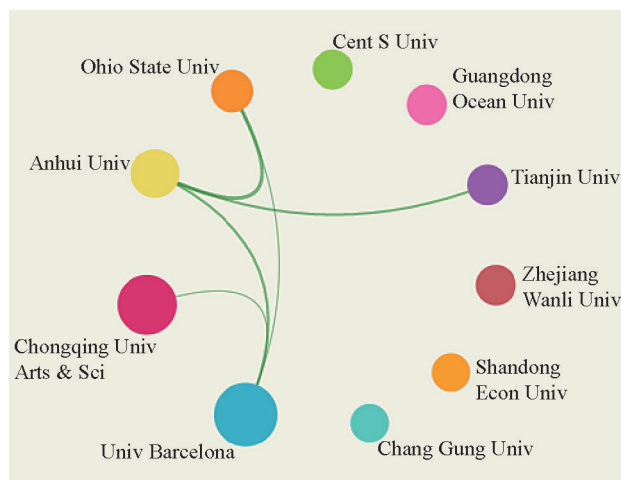 Cent S Univ
Ohio State Univ
Guangdong
Ocean Univ
Anhui Univ
Tianjin Univ
Zhejiang
Wanli Univ
Chongqing Univ
Arts & Sci
Shandong
Econ Univ
Univ Barcelona
Chang Gung Univ